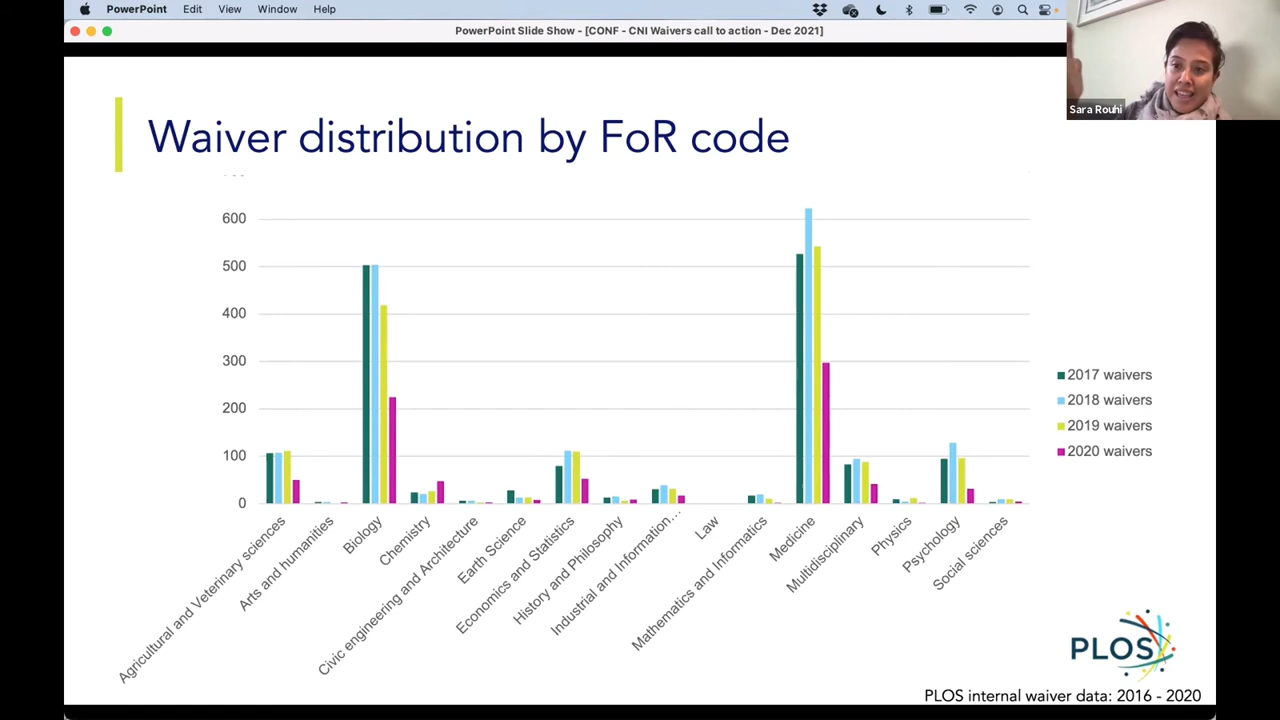 PowerPoint Edit View Window Help
PowerPoint Slide Show - [CONF - CNI Waivers call to action - Dec 2021]
Sara Rouhi
Waiver distribution by FoR code
600
500
400
300
200
100
0
Agricultural and Veterinary sciences
Arts and humanities
Biology
Chemistry
Civic engineering and Architecture
Earth Science
Economics and Statistics
History and Philosophy
Industrial and Information...
Law
Mathematics and Informatics
Medicine
Multidisciplinary
Physics
Psychology
Social sciences
2017 waivers
2018 waivers
2019 waivers
2020 waivers
PLOS
PLOS internal waiver data: 2016 - 2020